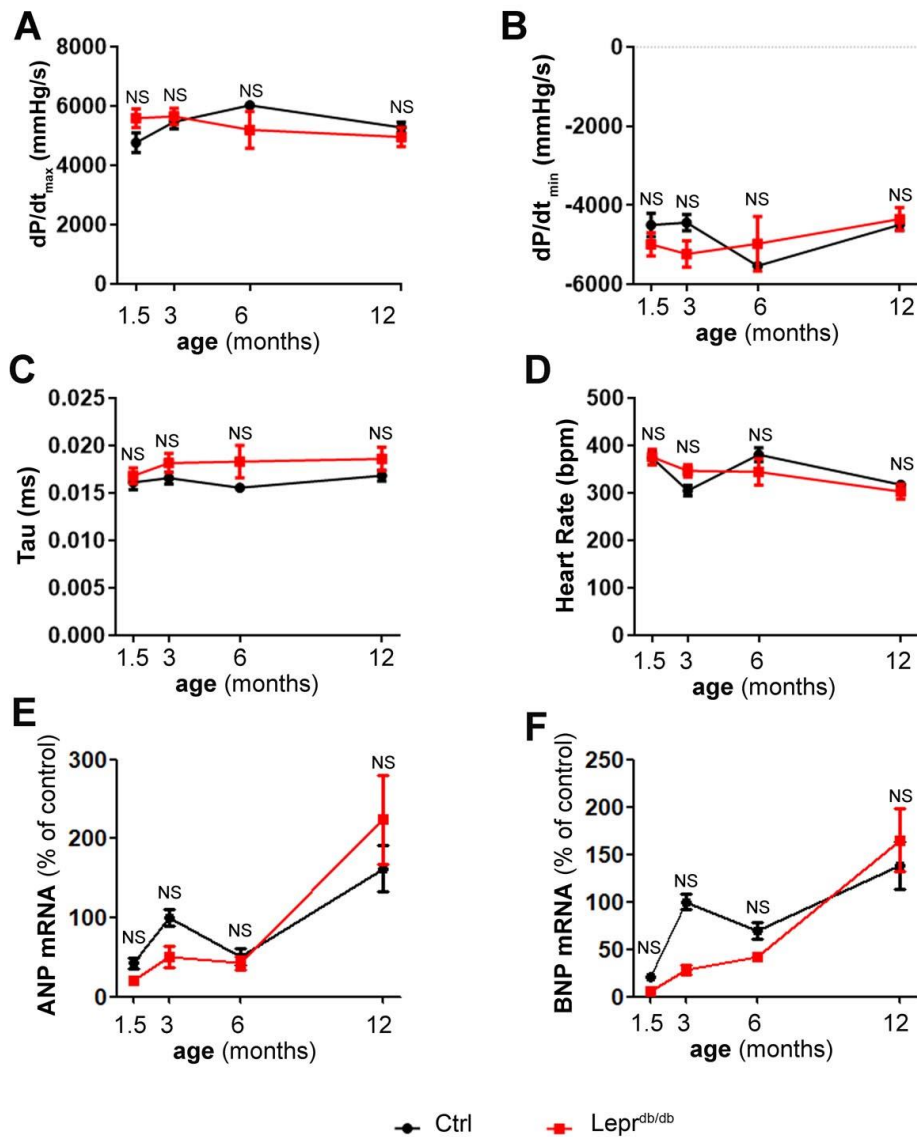 A
dP/dt max (mmHg/s)
8000
6000
4000
2000
0
NS NS NS NS
1.5 3 6 12
age (months)
B
dP/dt min (mmHg/s)
0
-2000
-4000
-6000
NS NS NS NS
1.5 3 6 12
age (months)
C
Tau (ms)
0.025
0.020
0.015
0.010
0.005
0.000
NS NS NS NS
1.5 3 6 12
age (months)
D
Heart Rate (bpm)
500
400
300
200
100
0
NS NS NS NS
1.5 3 6 12
age (months)
E
ANP mRNA (% of control)
300
200
100
0
NS NS NS NS
1.5 3 6 12
age (months)
F
BNP mRNA (% of control)
250
200
150
100
50
0
NS NS NS NS
1.5 3 6 12
age (months)
Ctrl Lepr db/db